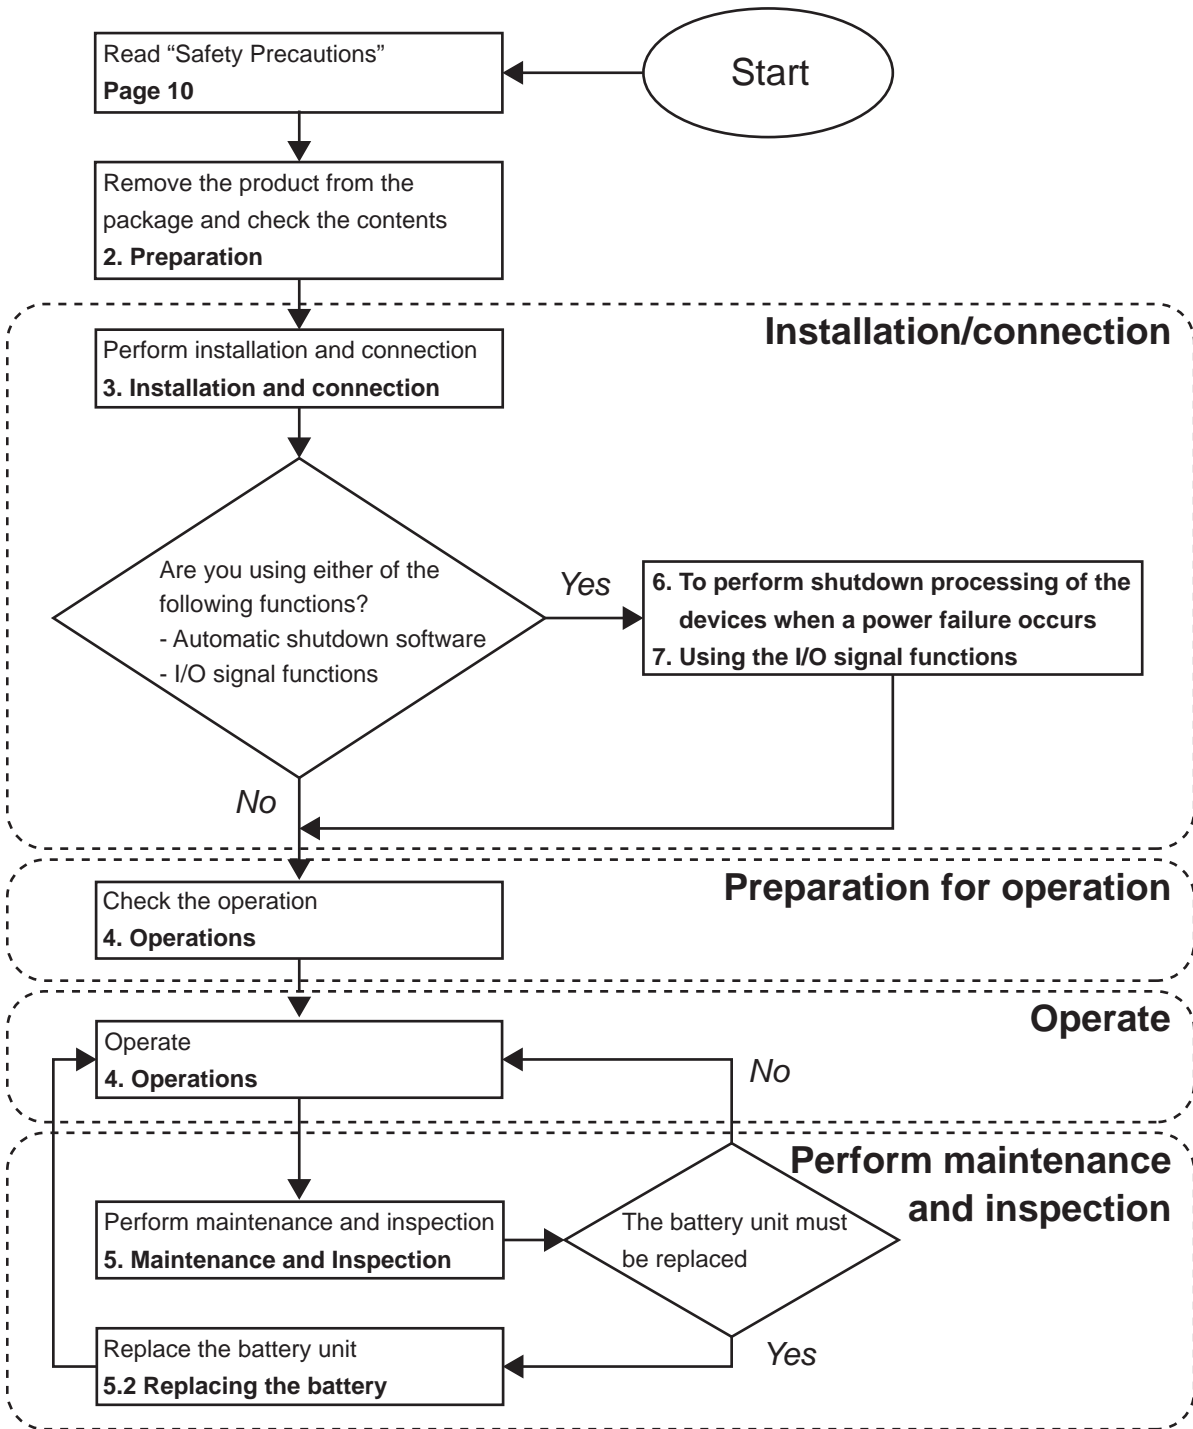 Start
Read “Safety Precautions”
Page 10
Remove the product from the
package and check the contents
2. Preparation
Installation/connection
Perform installation and connection
3. Installation and connection
Are you using either of the
following functions?
- Automatic shutdown software
- I/O signal functions
Yes
6. To perform shutdown processing of the
devices when a power failure occurs
7. Using the I/O signal functions
No
Preparation for operation
Check the operation
4. Operations
Operate
Operate
4. Operations
No
Perform maintenance
and inspection
Perform maintenance and inspection
5. Maintenance and Inspection
The battery unit must
be replaced
Yes
Replace the battery unit
5.2 Replacing the battery